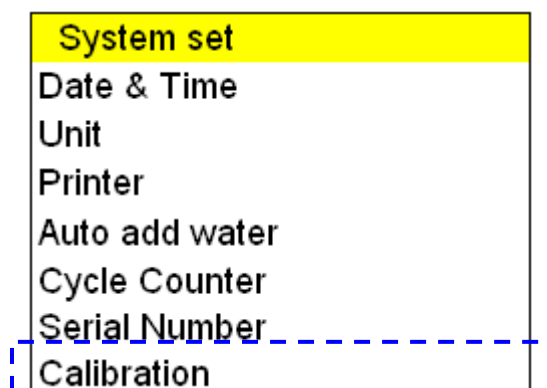 System set
Date & Time
Unit
Printer
Auto add water
Cycle Counter
Serial Number
Calibration